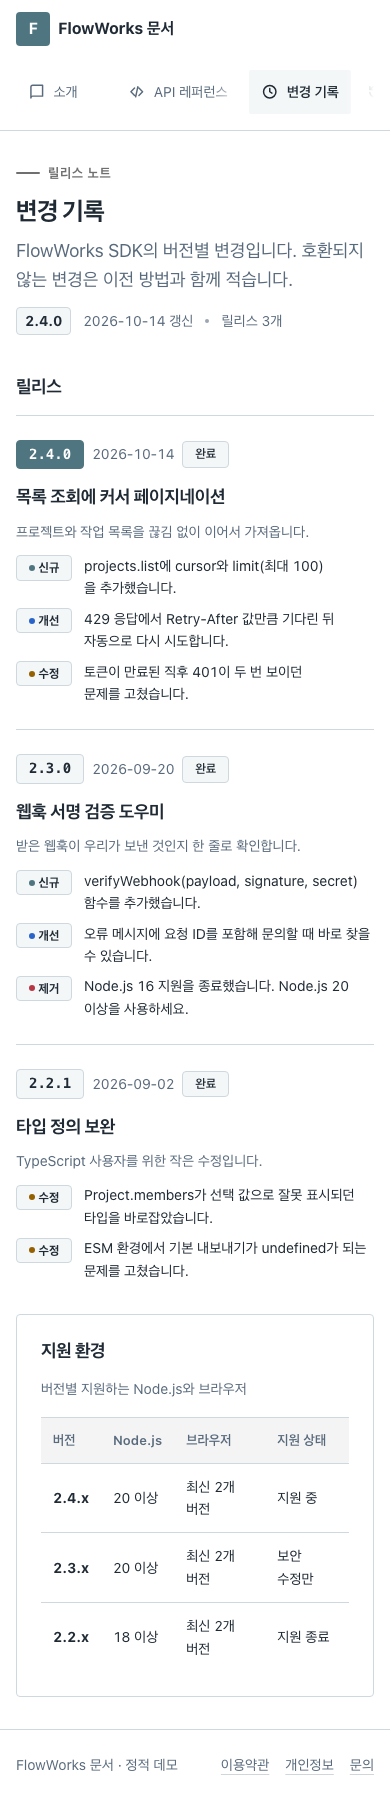 F FlowWorks 문서
소개 API 레퍼런스 변경 기록
릴리스 노트
변경 기록
FlowWorks SDK의 버전별 변경입니다. 호환되지
않는 변경은 이전 방법과 함께 적습니다.
2.4.0 2026-10-14 갱신 • 릴리스 3개
릴리스
2.4.0 2026-10-14 완료
목록 조회에 커서 페이지네이션
프로젝트와 작업 목록을 끊김 없이 이어서 가져옵니다.
신규 projects.list에 cursor와 limit(최대 100)
을 추가했습니다.
개선 429 응답에서 Retry-After 값만큼 기다린 뒤
자동으로 다시 시도합니다.
수정 토큰이 만료된 직후 401이 두 번 보이던
문제를 고쳤습니다.
2.3.0 2026-09-20 완료
웹훅 서명 검증 도우미
받은 웹훅이 우리가 보낸 것인지 한 줄로 확인합니다.
신규 verifyWebhook(payload, signature, secret)
함수를 추가했습니다.
개선 오류 메시지에 요청 ID를 포함해 문의할 때 바로 찾을
수 있습니다.
제거 Node.js 16 지원을 종료했습니다. Node.js 20
이상을 사용하세요.
2.2.1 2026-09-02 완료
타입 정의 보완
TypeScript 사용자를 위한 작은 수정입니다.
수정 Project.members가 선택 값으로 잘못 표시되던
타입을 바로잡았습니다.
수정 ESM 환경에서 기본 내보내기가 undefined가 되는
문제를 고쳤습니다.
지원 환경
버전별 지원하는 Node.js와 브라우저
버전 Node.js 브라우저 지원 상태
2.4.x 20 이상 최신 2개 버전 지원 중
2.3.x 20 이상 최신 2개 버전 보안 수정만
2.2.x 18 이상 최신 2개 버전 지원 종료
FlowWorks 문서 · 정적 데모 이용약관 개인정보 문의